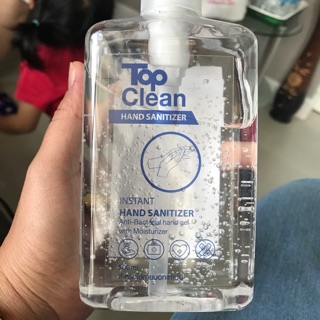 Top
Clean
HAND SANITIZER
INSTANT
HAND SANITIZER
Anti-Bacterial hand gel
with Moisturizer